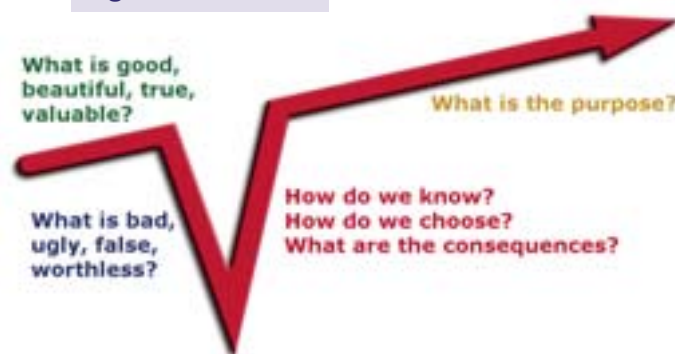 What is good,
beautiful, true,
valuable?
What is the purpose?
What is bad,
ugly, false,
worthless?
How do we know?
How do we choose?
What are the consequences?